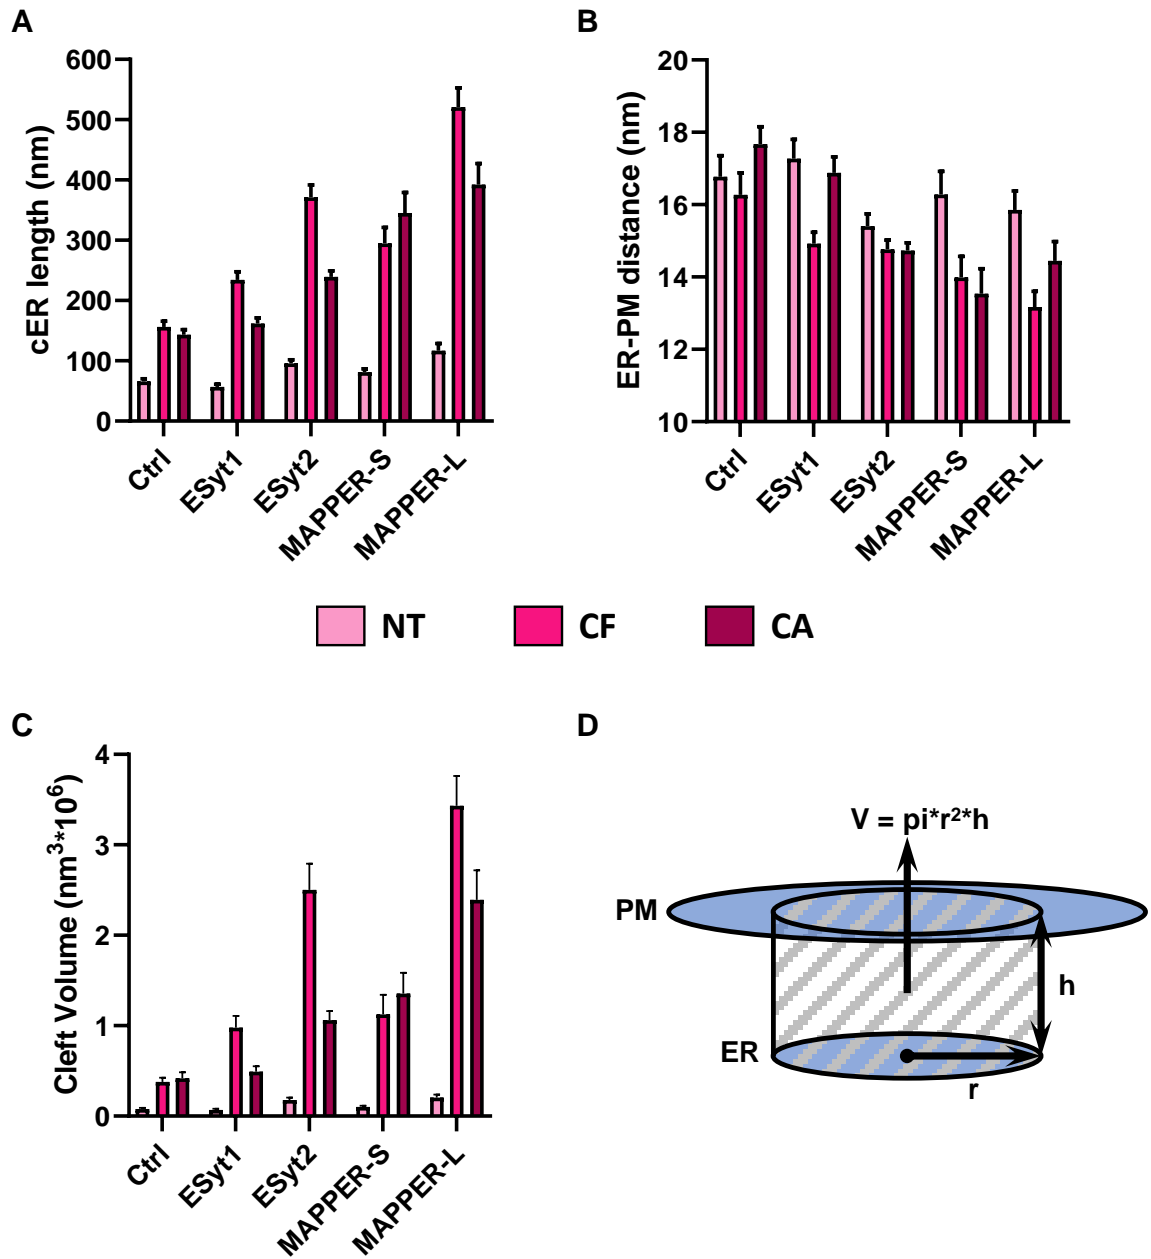 A
cER length (nm)
600
500
400
300
200
100
0
Ctrl
ESyt1
ESyt2
MAPPER-S
MAPPER-L
B
ER-PM distance (nm)
20
18
16
14
12
10
Ctrl
ESyt1
ESyt2
MAPPER-S
MAPPER-L
NT
CF
CA
C
Cleft Volume (nm³*10⁶)
4
3
2
1
0
Ctrl
ESyt1
ESyt2
MAPPER-S
MAPPER-L
D
V = pi*r²*h
PM
h
ER
r